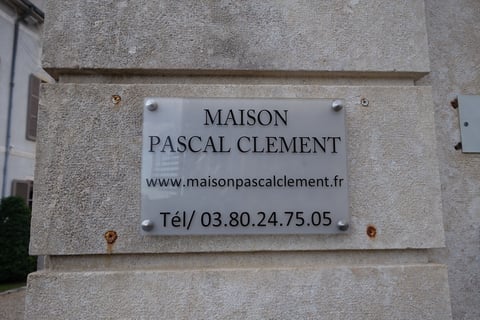 MAISON
PASCAL CLEMENT
www.maisonpascalclement.fr
Tél/ 03.80.24.75.05